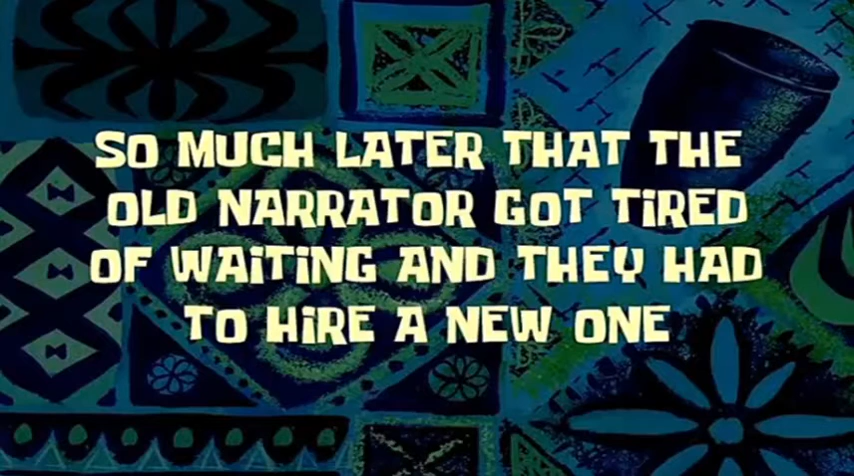 SO MUCH LATER THAT THE
OLD NARRATOR GOT TiRED
OF WAiTiNG AND THEY HAD
TO HiRE A NEW ONE